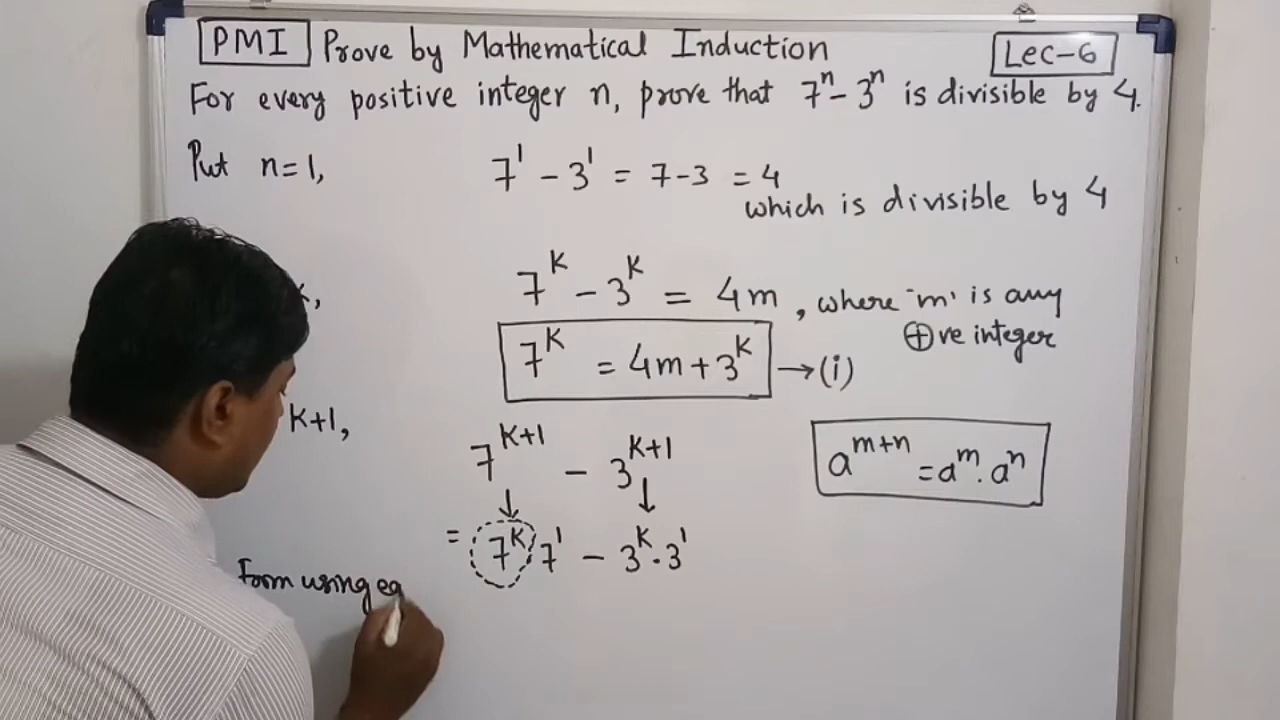 PMI Prove by Mathematical Induction
Lec-6
For every positive integer n, prove that 7ⁿ - 3ⁿ is divisible by 4.
Put n=1, 7¹ - 3¹ = 7-3 = 4
which is divisible by 4
7ᵏ - 3ᵏ = 4m, where 'm' is any
⊕ve integer
7ᵏ = 4m + 3ᵏ → (i)
K+1,
7ᵏ⁺¹ - 3ᵏ⁺¹
aᵐ⁺ⁿ = aᵐ. aⁿ
= 7ᵏ 7¹ - 3ᵏ. 3¹
Form using eq